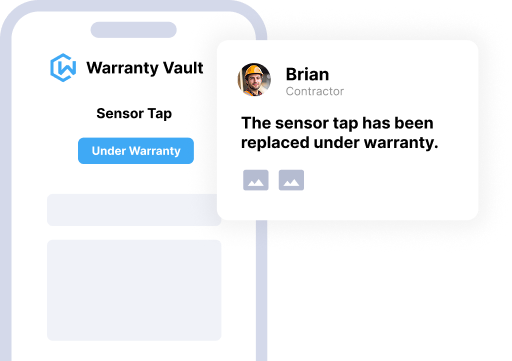 Warranty Vault
Sensor Tap
Under Warranty
Brian
Contractor
The sensor tap has been
replaced under warranty.